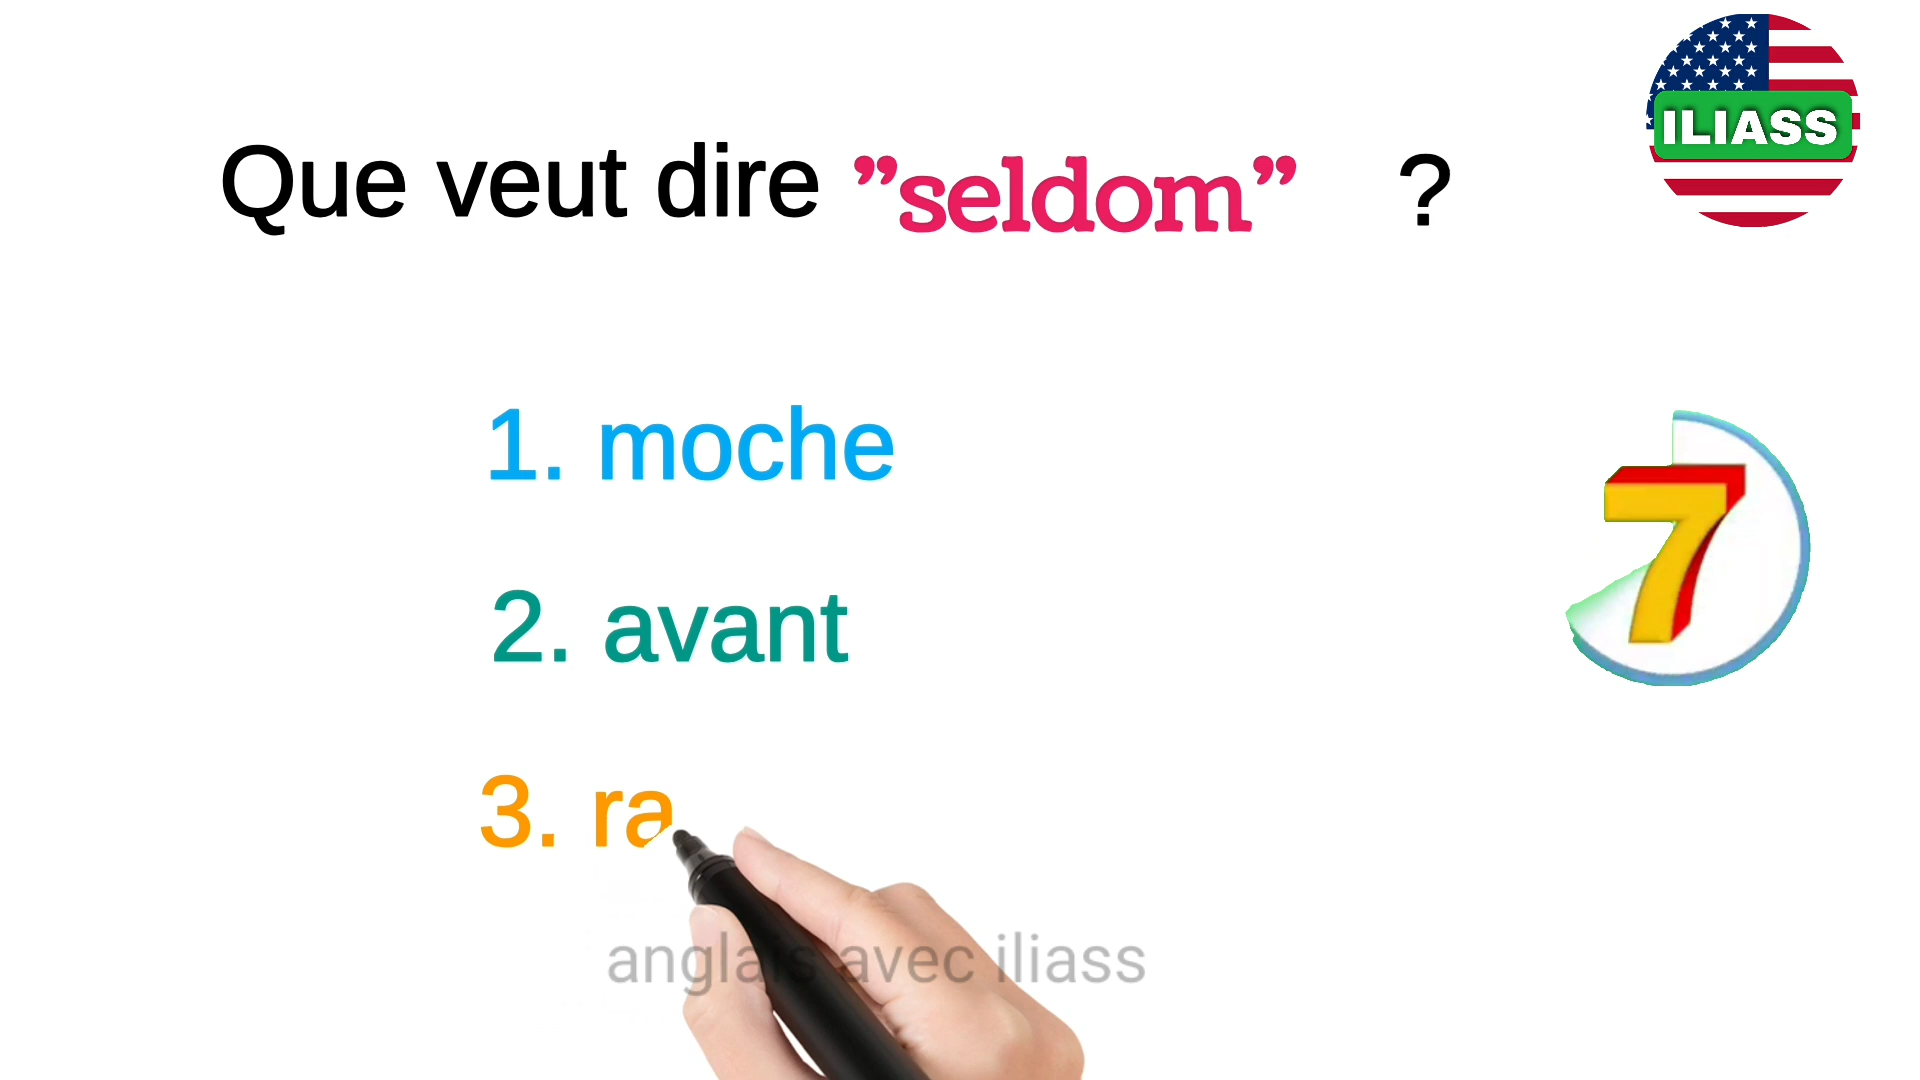 Que veut dire ”seldom” ?
ILIASS
1. moche
7
2. avant
3. ra
anglais avec iliass